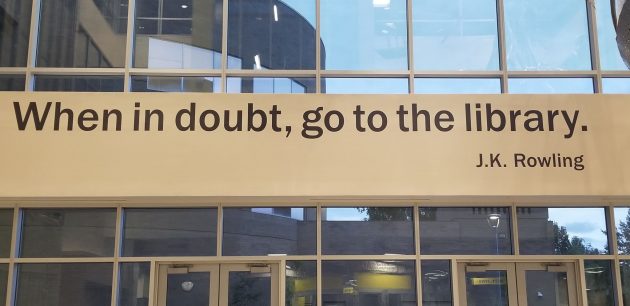 When in doubt, go to the library.
J.K. Rowling